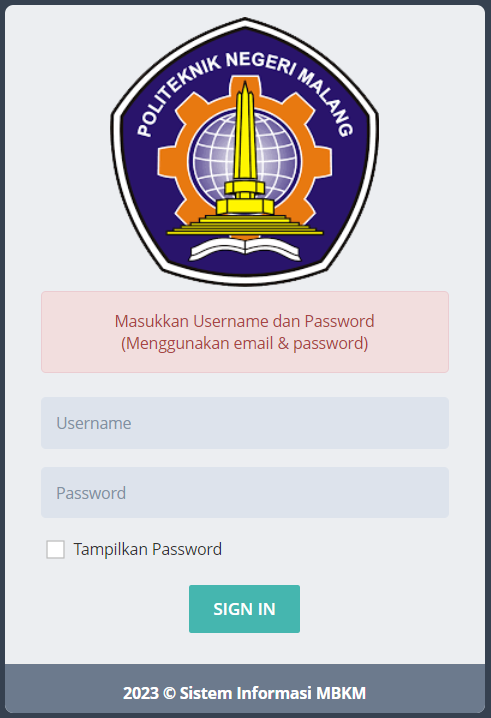 POLITEKNIK NEGERI MALANG
Masukkan Username dan Password
(Menggunakan email & password)
Username
Password
Tampilkan Password
SIGN IN
2023 © Sistem Informasi MBKM